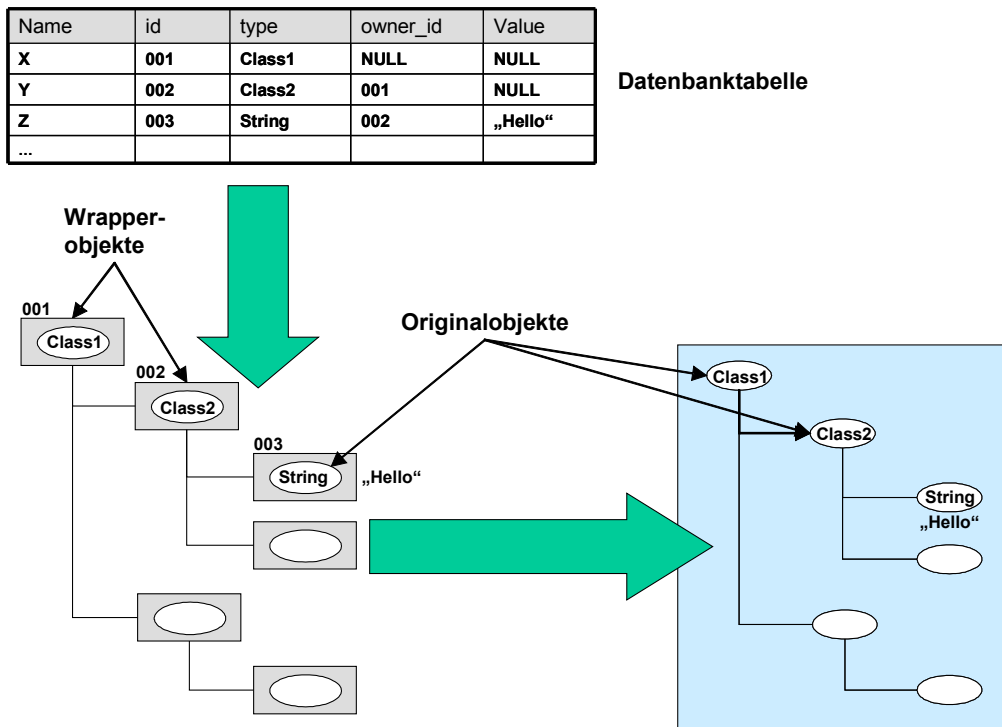 Name id type owner_id Value
X 001 Class1 NULL NULL
Y 002 Class2 001 NULL
Z 003 String 002 „Hello“
...
Datenbanktabelle
Wrapper-
objekte
001
Class1
Originalobjekte
002
Class2
003
String „Hello“
Class1
Class2
String
„Hello“